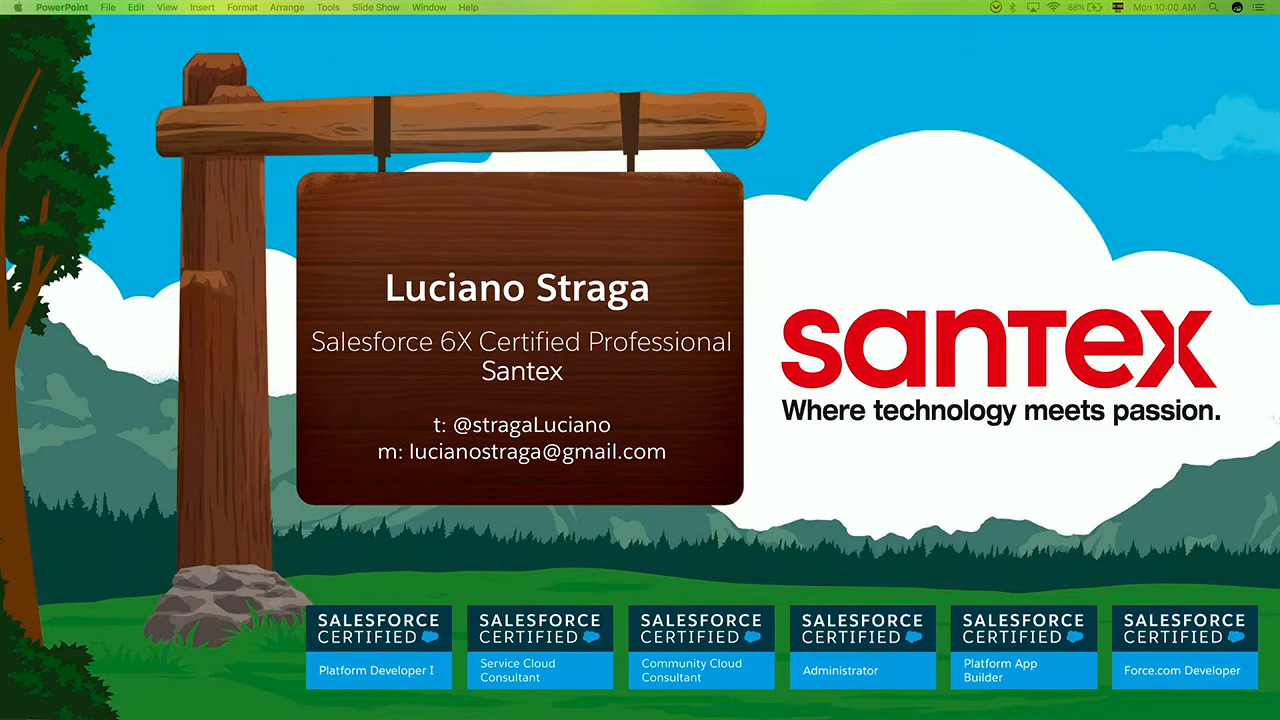 PowerPoint File Edit View Insert Format Arrange Tools Slide Show Window Help 88% Mon 10:00 AM
Luciano Straga
Salesforce 6X Certified Professional
Santex
t: @stragaLuciano
m: lucianostraga@gmail.com
santex
Where technology meets passion.
SALESFORCE
CERTIFIED
Platform Developer I
SALESFORCE
CERTIFIED
Service Cloud
Consultant
SALESFORCE
CERTIFIED
Community Cloud
Consultant
SALESFORCE
CERTIFIED
Administrator
SALESFORCE
CERTIFIED
Platform App
Builder
SALESFORCE
CERTIFIED
Force.com Developer